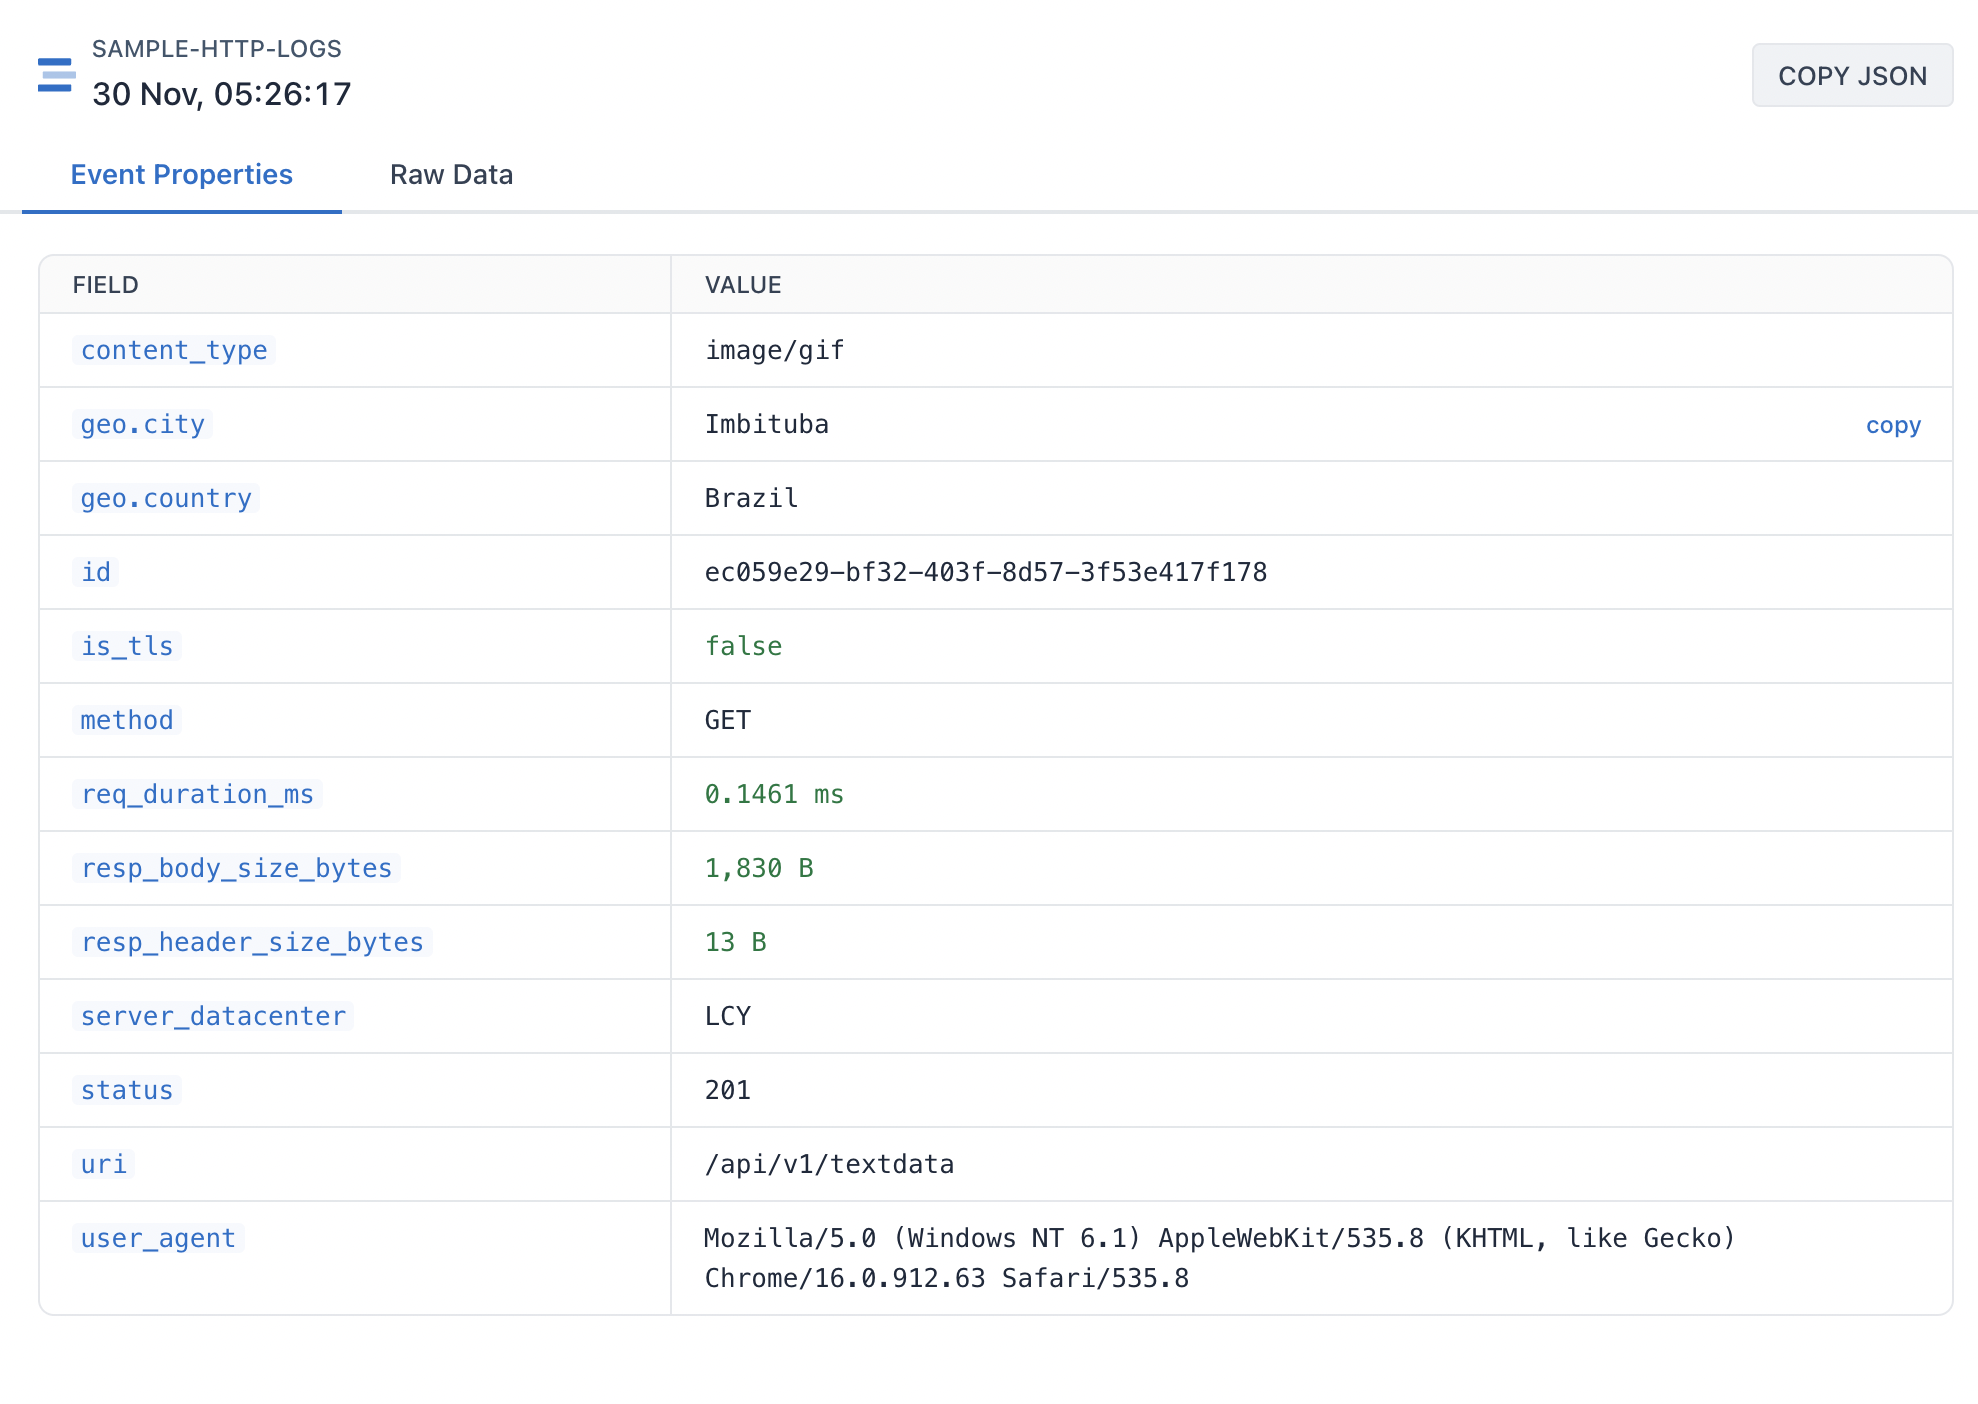 SAMPLE-HTTP-LOGS
30 Nov, 05:26:17
COPY JSON
Event Properties Raw Data
FIELD VALUE
content_type image/gif
geo.city Imbituba copy
geo.country Brazil
id ec059e29-bf32-403f-8d57-3f53e417f178
is_tls false
method GET
req_duration_ms 0.1461 ms
resp_body_size_bytes 1,830 B
resp_header_size_bytes 13 B
server_datacenter LCY
status 201
uri /api/v1/textdata
user_agent Mozilla/5.0 (Windows NT 6.1) AppleWebKit/535.8 (KHTML, like Gecko)
Chrome/16.0.912.63 Safari/535.8